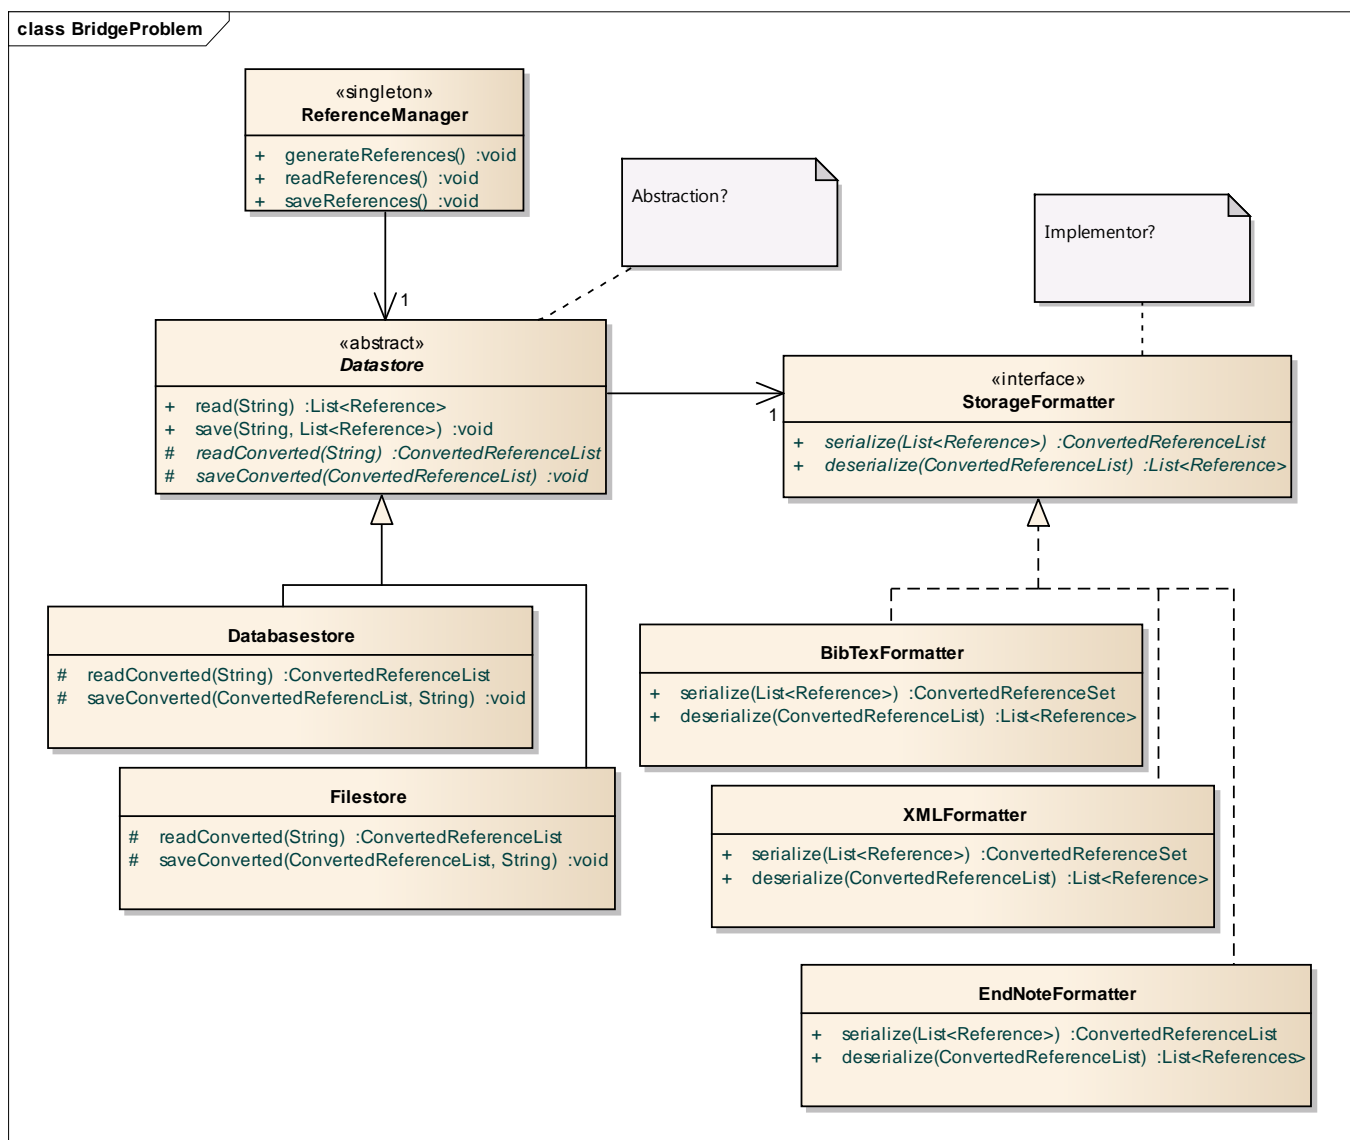 class BridgeProblem
«singleton»
ReferenceManager
+ generateReferences() :void
+ readReferences() :void
+ saveReferences() :void
Abstraction?
Implementor?
1
«abstract»
Datastore
+ read(String) :List<Reference>
+ save(String, List<Reference>) :void
# readConverted(String) :ConvertedReferenceList
# saveConverted(ConvertedReferenceList) :void
1
«interface»
StorageFormatter
+ serialize(List<Reference>) :ConvertedReferenceList
+ deserialize(ConvertedReferenceList) :List<Reference>
Databasestore
# readConverted(String) :ConvertedReferenceList
# saveConverted(ConvertedReferencList, String) :void
Filestore
# readConverted(String) :ConvertedReferenceList
# saveConverted(ConvertedReferenceList, String) :void
BibTexFormatter
+ serialize(List<Reference>) :ConvertedReferenceSet
+ deserialize(ConvertedReferenceList) :List<Reference>
XMLFormatter
+ serialize(List<Reference>) :ConvertedReferenceSet
+ deserialize(ConvertedReferenceList) :List<Reference>
EndNoteFormatter
+ serialize(List<Reference>) :ConvertedReferenceList
+ deserialize(ConvertedReferenceList) :List<References>